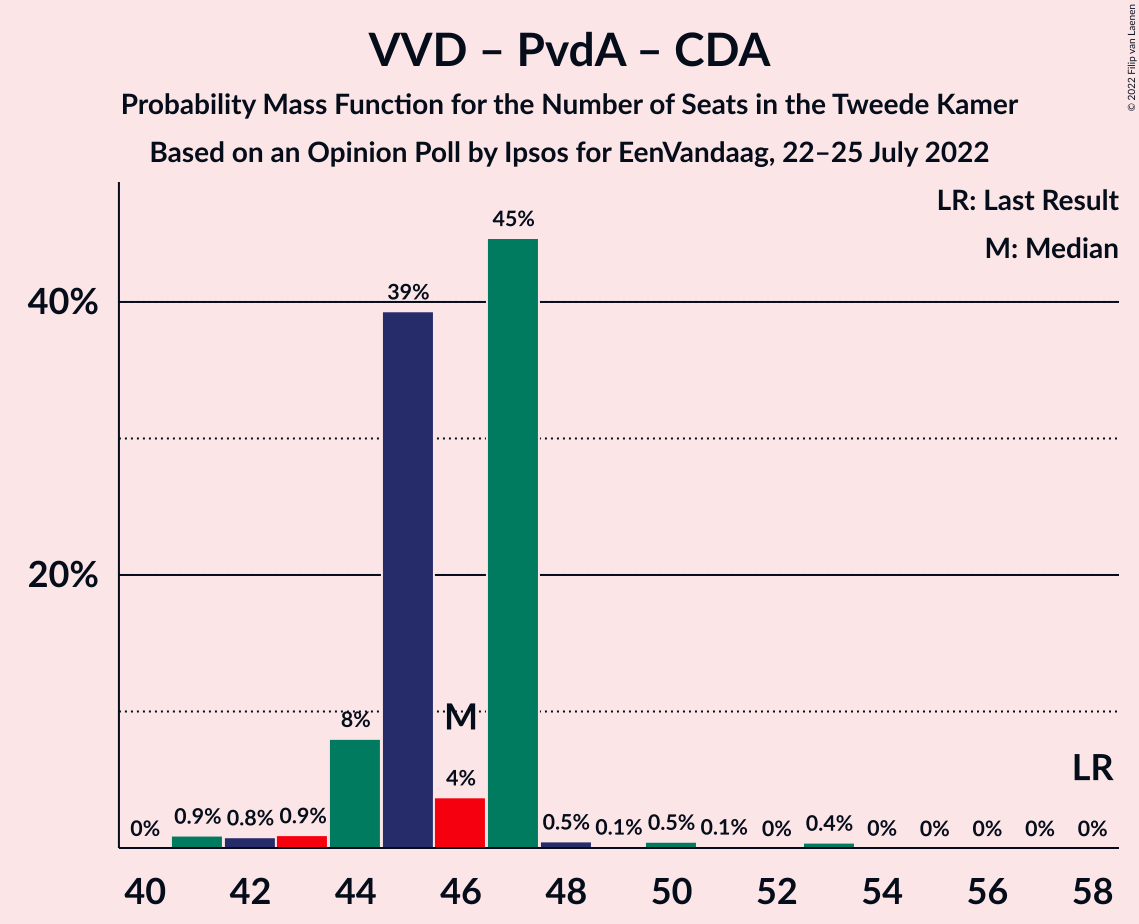 VVD – PvdA – CDA
Probability Mass Function for the Number of Seats in the Tweede Kamer
Based on an Opinion Poll by Ipsos for EenVandaag, 22–25 July 2022
© 2022 Filip van Laenen
LR: Last Result
M: Median
45%
39%
40%
20%
M
8%
4%
LR
0%
0.9%
0.8%
0.9%
0.5%
0.1%
0.5%
0.1%
0%
0.4%
0%
0%
0%
0%
0%
40 42 44 46 48 50 52 54 56 58